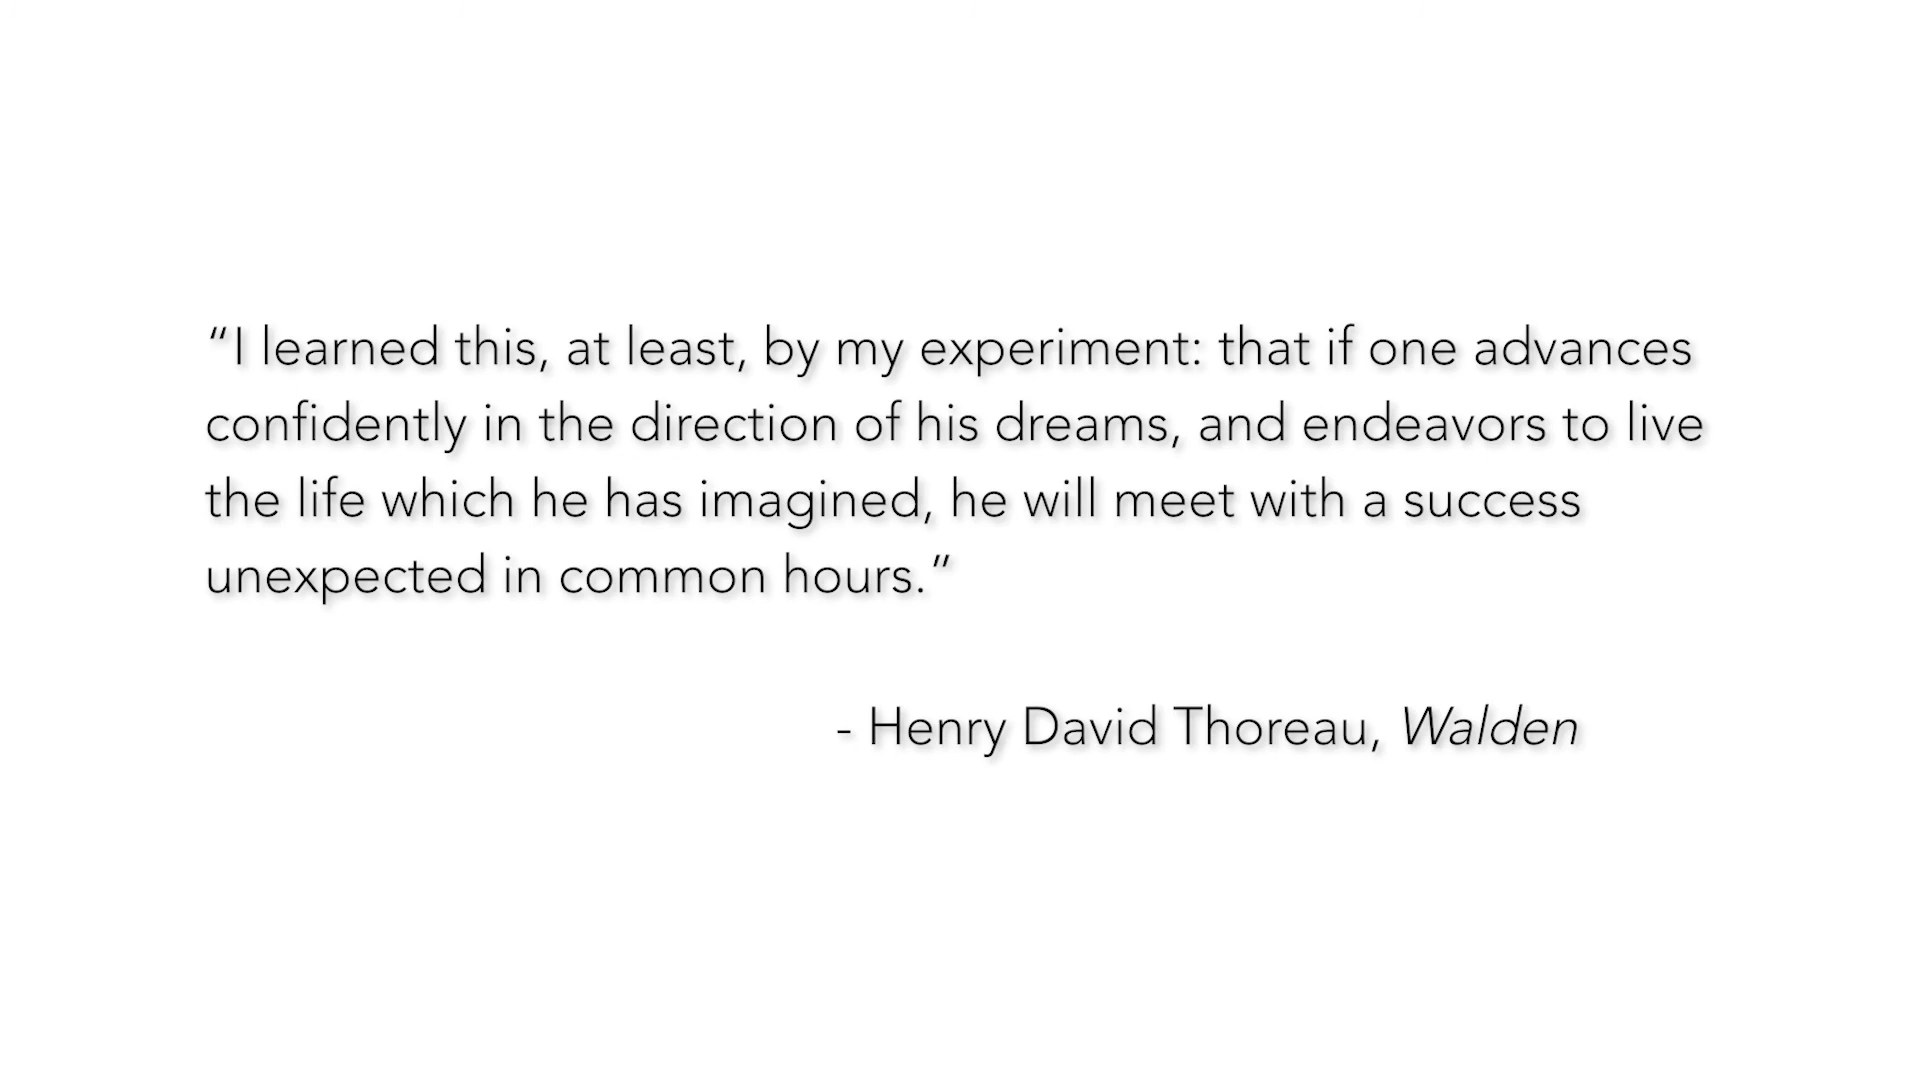 “I learned this, at least, by my experiment: that if one advances
confidently in the direction of his dreams, and endeavors to live
the life which he has imagined, he will meet with a success
unexpected in common hours.”
- Henry David Thoreau, Walden